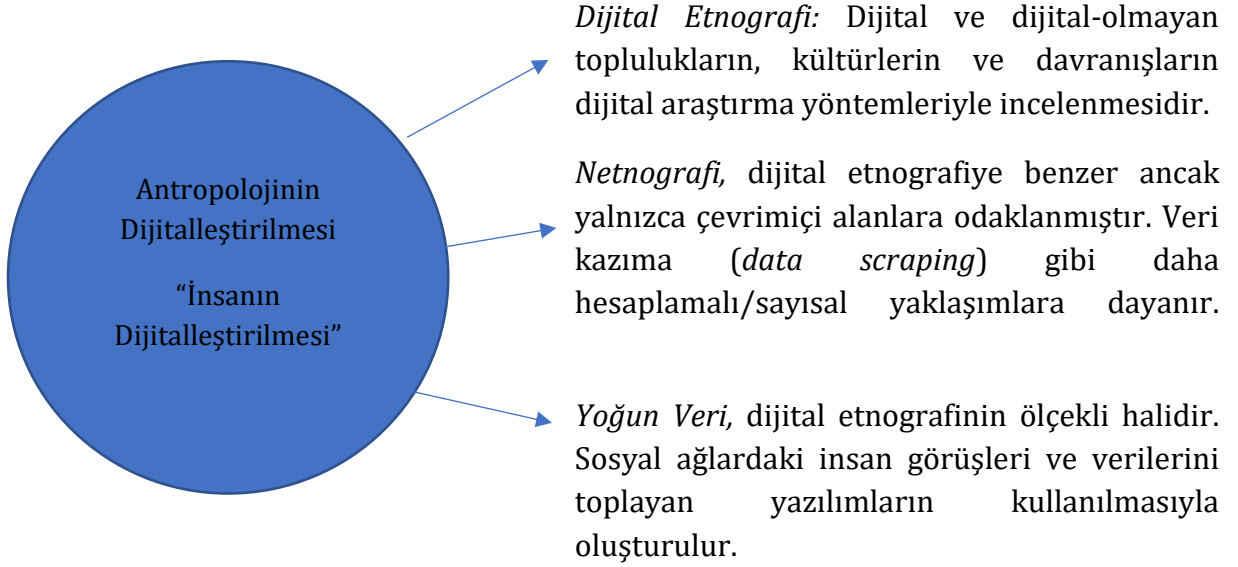 Antropolojinin
Dijitalleştirilmesi
“İnsanın
Dijitalleştirilmesi”
Dijital Etnografi: Dijital ve dijital-olmayan
toplulukların, kültürlerin ve davranışların
dijital araştırma yöntemleriyle incelenmesidir.
Netnografi, dijital etnografiye benzer ancak
yalnızca çevrimiçi alanlara odaklanmıştır. Veri
kazıma (data scraping) gibi daha
hesaplamalı/sayısal yaklaşımlara dayanır.
Yoğun Veri, dijital etnografinin ölçekli halidir.
Sosyal ağlardaki insan görüşleri ve verilerini
toplayan yazılımların kullanılmasıyla
oluşturulur.